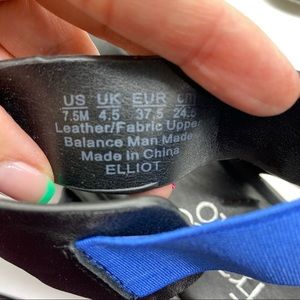 US UK EUR cm
7.5M 4.5 37.5 24.5
Leather/Fabric Upper
Balance Man Made
Made in China
ELLIOT